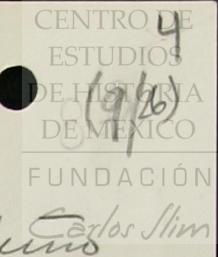 CENTRO DE
ESTUDIOS
DE HISTORIA
DE MÉXICO
FUNDACIÓN
Carlos Slim
4
(9/26)